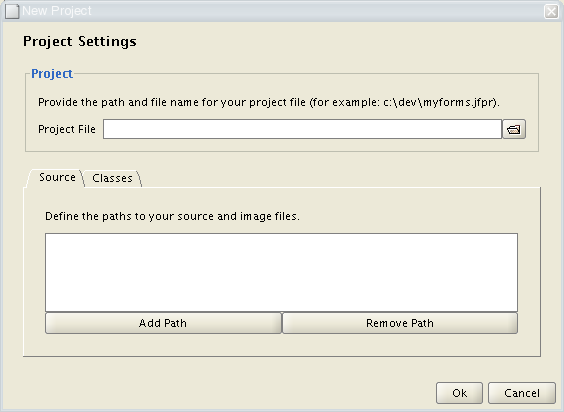 New Project
Project Settings
Project
Provide the path and file name for your project file (for example: c:\dev\myforms.jfpr).
Project File
Source Classes
Define the paths to your source and image files.
Add Path Remove Path
Ok Cancel